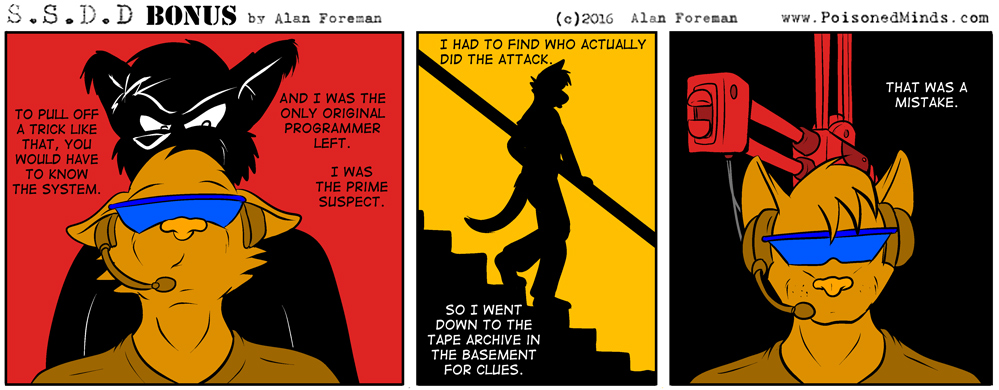 S.S.D.D BONUS by Alan Foreman (c)2016 Alan Foreman www.PoisonedMinds.com
TO PULL OFF
A TRICK LIKE
THAT, YOU
WOULD HAVE
TO KNOW
THE SYSTEM.
AND I WAS THE
ONLY ORIGINAL
PROGRAMMER
LEFT.
I WAS
THE PRIME
SUSPECT.
I HAD TO FIND WHO ACTUALLY
DID THE ATTACK.
SO I WENT
DOWN TO THE
TAPE ARCHIVE IN
THE BASEMENT
FOR CLUES.
THAT WAS A
MISTAKE.